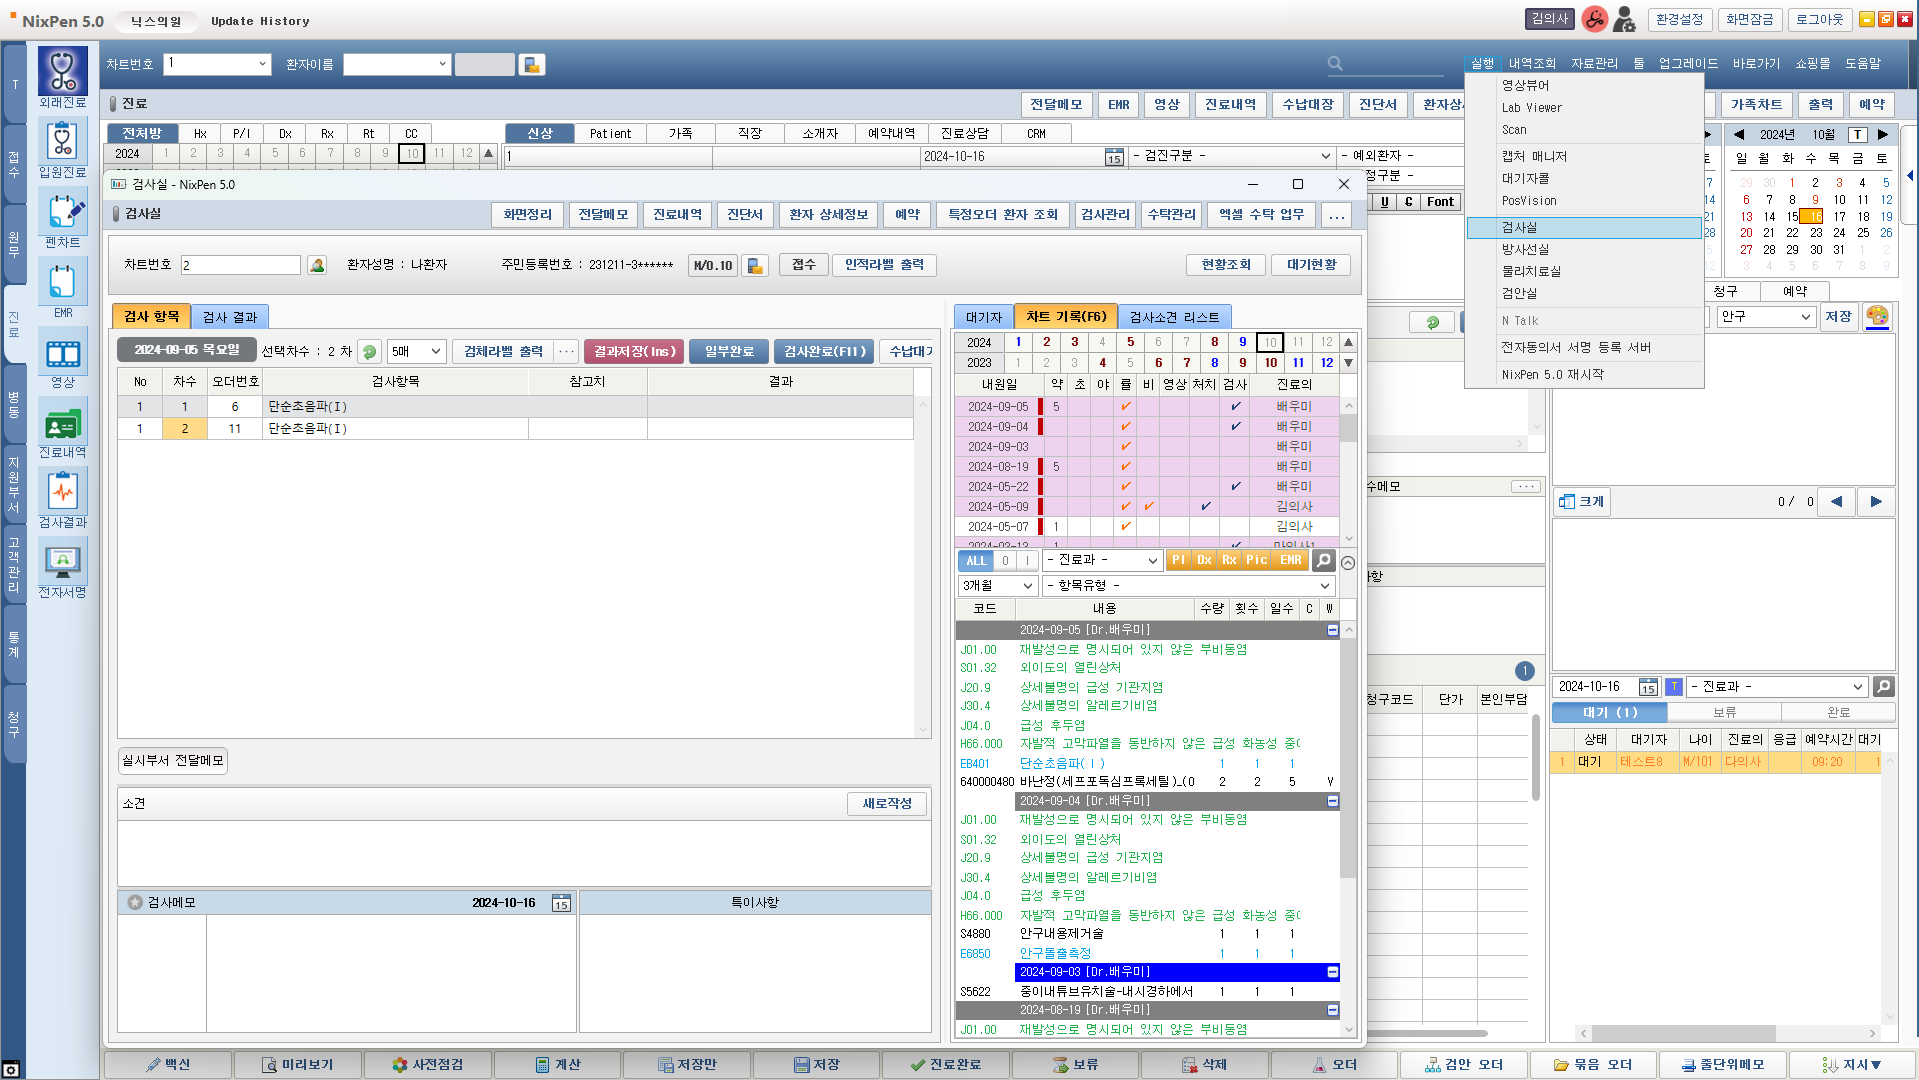 NixPen 5.0 닉스의원 Update History 김의사 환경설정 화면잠금 로그아웃
차트번호 1 환자이름 실행 내역조회 자료관리 툴 업그레이드 바로가기 쇼핑몰 도움말
T
접수
원무
진료
병동
지원부서
고객관리
통계
청구
외래진료
입원진료
펜차트
EMR
영상
진료내역
검사결과
전자서명
진료 전달메모 EMR 영상 진료내역 수납대장 진단서 환자상 가족차트 출력 예약
전처방 Hx P/I Dx Rx Rt CC 신상 Patient 가족 직장 소개자 예약내역 진료상담 CRM
2024 1 2 3 4 5 6 7 8 9 10 11 12
1 2024-10-16 15 - 검진구분 - - 예외환자 -
정구분 -
U C Font
영상뷰어
Lab Viewer
Scan
캡처 매니저
대기자콜
PosVision
검사실
방사선실
물리치료실
검안실
N Talk
전자동의서 서명 등록 서버
NixPen 5.0 재시작
2024년 10월 T
일 월 화 수 목 금 토
29 30 1 2 3 4 5
6 7 8 9 10 11 12
13 14 15 16 17 18 19
20 21 22 23 24 25 26
27 28 29 30 31 1 2
3 4 5 6 7 8 9
7
14
21
28
청구 예약
안구 저장
검사실 - NixPen 5.0
검사실 화면정리 전달메모 진료내역 진단서 환자 상세정보 예약 특정오더 환자 조회 검사관리 수탁관리 엑셀 수탁 업무 ...
차트번호 2 환자성명 : 나환자 주민등록번호 : 231211-3****** M/0.10 접수 인적라벨 출력 현황조회 대기현황
검사 항목 검사 결과
2024-09-05 목요일 선택차수 : 2 차 5매 검체라벨 출력 ... 결과저장(Ins) 일부완료 검사완료(F11) 수납대기
No 차수 오더번호 검사항목 참고치 결과
1 1 6 단순초음파(I)
1 2 11 단순초음파(I)
실시부서 전달메모
소견 새로작성
검사메모 2024-10-16 15 특이사항
대기자 차트 기록(F6) 검사소견 리스트
2024 1 2 3 4 5 6 7 8 9 10 11 12
2023 1 2 3 4 5 6 7 8 9 10 11 12
내원일 약 초 야 률 비 영상 처치 검사 진료의
2024-09-05 5 배우미
2024-09-04 배우미
2024-09-03 배우미
2024-08-19 5 배우미
2024-05-22 배우미
2024-05-09 김의사
2024-05-07 1 김의사
ALL O I - 진료과 - PI Dx Rx Pic EMR
3개월 - 항목유형 -
코드 내용 수량 횟수 일수 C W
2024-09-05 [Dr.배우미]
J01.00 재발성으로 명시되어 있지 않은 부비동염
S01.32 외이도의 열린상처
J20.9 상세불명의 급성 기관지염
J30.4 상세불명의 알레르기비염
J04.0 급성 후두염
H66.000 자발적 고막파열을 동반하지 않은 급성 화농성 중이
EB401 단순초음파(I) 1 1 1
640000480 바난정(세프포독심프록세틸)_(0 2 2 5 Y
2024-09-04 [Dr.배우미]
J01.00 재발성으로 명시되어 있지 않은 부비동염
S01.32 외이도의 열린상처
J20.9 상세불명의 급성 기관지염
J30.4 상세불명의 알레르기비염
J04.0 급성 후두염
H66.000 자발적 고막파열을 동반하지 않은 급성 화농성 중이
S4880 안구내용제거술 1 1 1
E6850 안구돌출측정 1 1 1
2024-09-03 [Dr.배우미]
S5622 중이내튜브유치술-내시경하에서 1 1 1
2024-08-19 [Dr.배우미]
J01.00 재발성으로 명시되어 있지 않은 부비동염
수메모 ...
항
1
청구코드 단가 본인부담
크게 0 / 0
2024-10-16 15 T - 진료과 -
대기 (1) 보류 완료
상태 대기자 나이 진료의 응급 예약시간 대기
1 대기 테스트8 M/101 다의사 09:20 1
백신 미리보기 사전점검 계산 저장만 저장 진료완료 보류 삭제 오더 검안 오더 묶음 오더 줄단위메모 지시▼